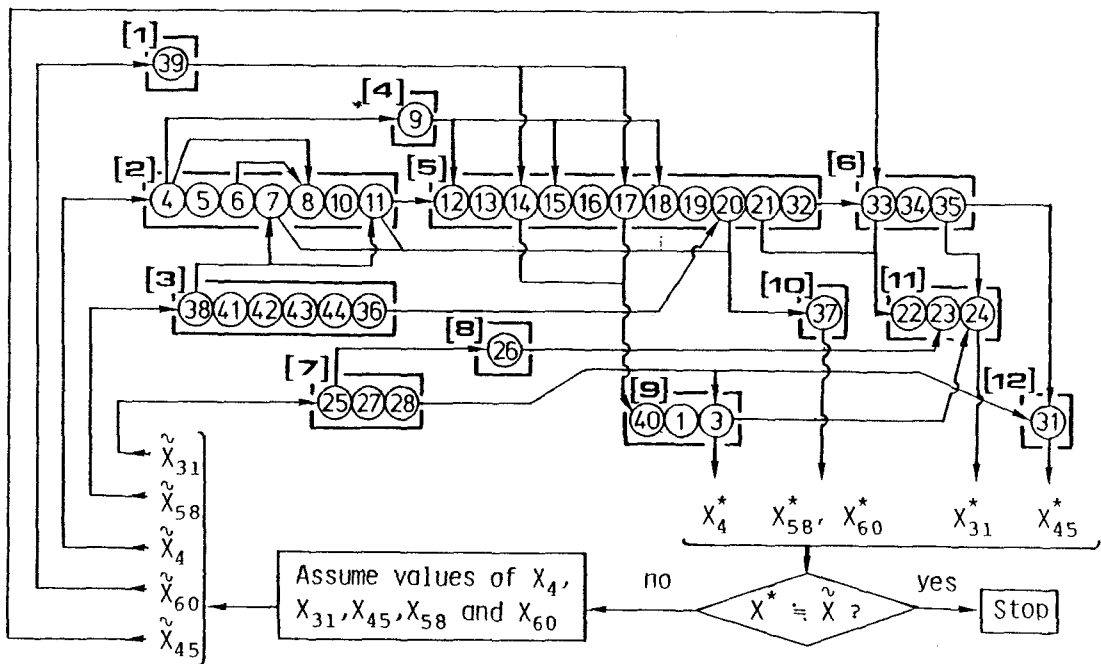 [1]
39
[4]
9
[2]
4 5 6 7 8 10 11
[5]
12 13 14 15 16 17 18 19 20 21 32
[6]
33 34 35
[3]
38 41 42 43 44 36
[10]
37
[11]
22 23 24
[8]
26
[7]
25 27 28
[9]
40 1 3
[12]
31
X̃31
X̃58
X̃4
X̃60
X̃45
X*4
X*58, X*60
X*31
X*45
Assume values of X4,
X31,X45,X58 and X60
no
X* ≒ X̃ ?
yes
Stop